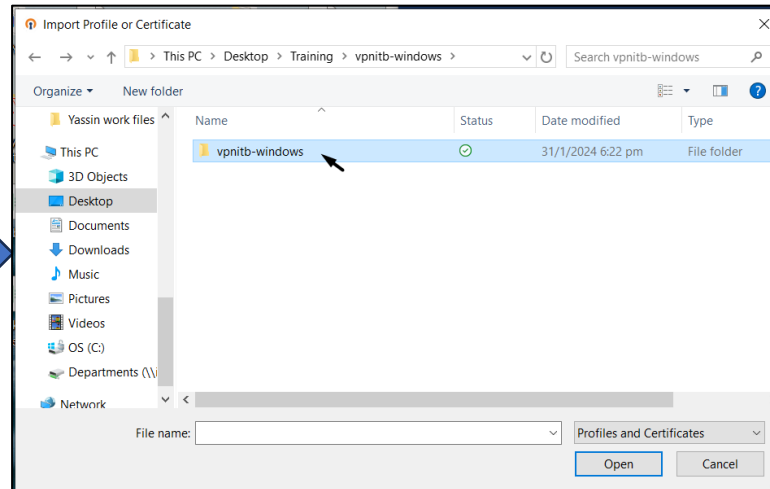 Import Profile or Certificate
This PC > Desktop > Training > vpnitb-windows >
Search vpnitb-windows
Organize New folder
Name Status Date modified Type
Yassin work files
vpnitb-windows 31/1/2024 6:22 pm File folder
This PC
3D Objects
Desktop
Documents
Downloads
Music
Pictures
Videos
OS (C:)
Departments (\\i
Network
File name: Profiles and Certificates
Open Cancel